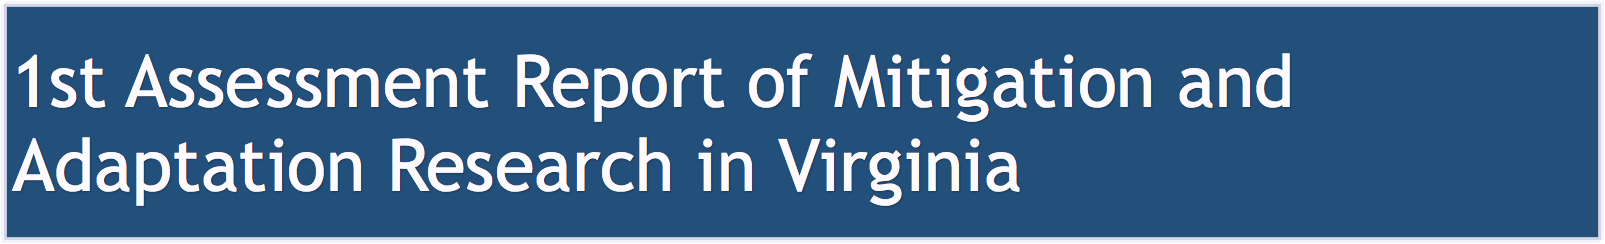 1st Assessment Report of Mitigation and
Adaptation Research in Virginia